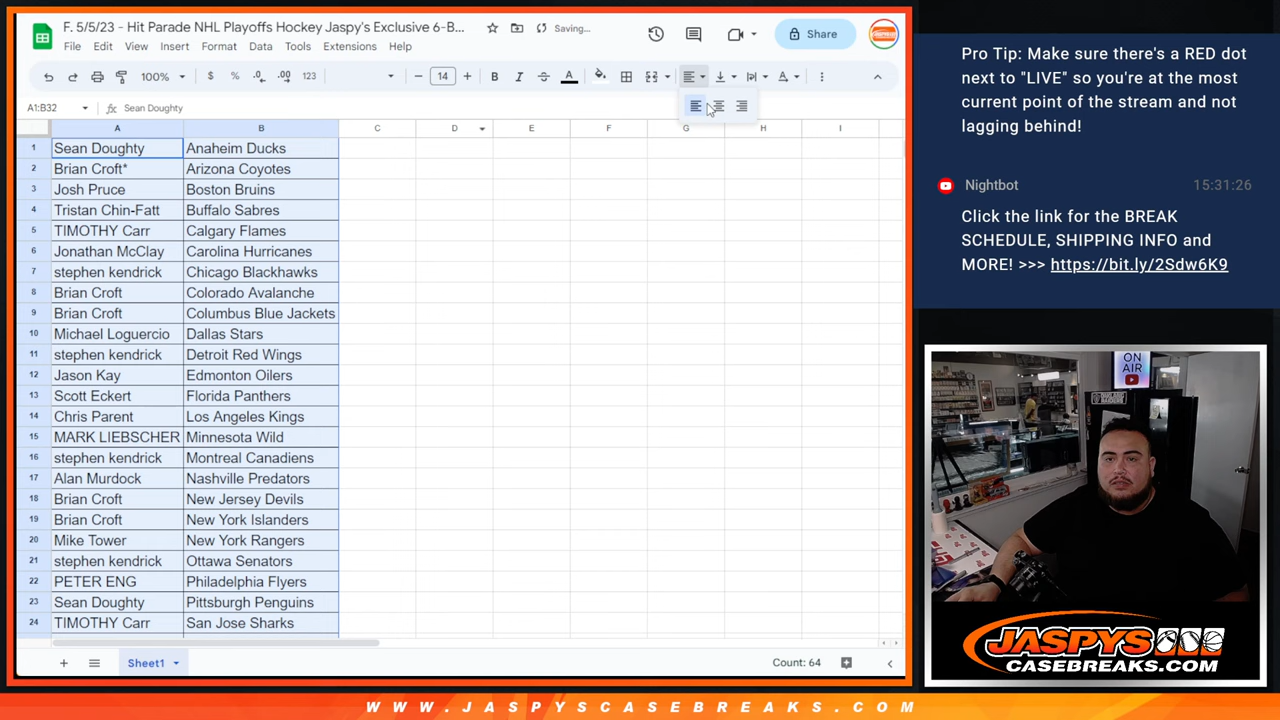 F. 5/5/23 - Hit Parade NHL Playoffs Hockey Jaspy's Exclusive 6-B...
Saving...
Share
File Edit View Insert Format Data Tools Extensions Help
100% $ % .0 .00 123 14 B I A
A1:B32 fx Sean Doughty
A B C D E F G H I
1 Sean Doughty Anaheim Ducks
2 Brian Croft* Arizona Coyotes
3 Josh Pruce Boston Bruins
4 Tristan Chin-Fatt Buffalo Sabres
5 TIMOTHY Carr Calgary Flames
6 Jonathan McClay Carolina Hurricanes
7 stephen kendrick Chicago Blackhawks
8 Brian Croft Colorado Avalanche
9 Brian Croft Columbus Blue Jackets
10 Michael Loguercio Dallas Stars
11 stephen kendrick Detroit Red Wings
12 Jason Kay Edmonton Oilers
13 Scott Eckert Florida Panthers
14 Chris Parent Los Angeles Kings
15 MARK LIEBSCHER Minnesota Wild
16 stephen kendrick Montreal Canadiens
17 Alan Murdock Nashville Predators
18 Brian Croft New Jersey Devils
19 Brian Croft New York Islanders
20 Mike Tower New York Rangers
21 stephen kendrick Ottawa Senators
22 PETER ENG Philadelphia Flyers
23 Sean Doughty Pittsburgh Penguins
24 TIMOTHY Carr San Jose Sharks
Sheet1
Count: 64
Pro Tip: Make sure there's a RED dot
next to "LIVE" so you're at the most
current point of the stream and not
lagging behind!
Nightbot 15:31:26
Click the link for the BREAK
SCHEDULE, SHIPPING INFO and
MORE! >>> https://bit.ly/2Sdw6K9
ON
AIR
JASPYS
CASEBREAKS.COM
WWW.JASPYSCASEBREAKS.COM